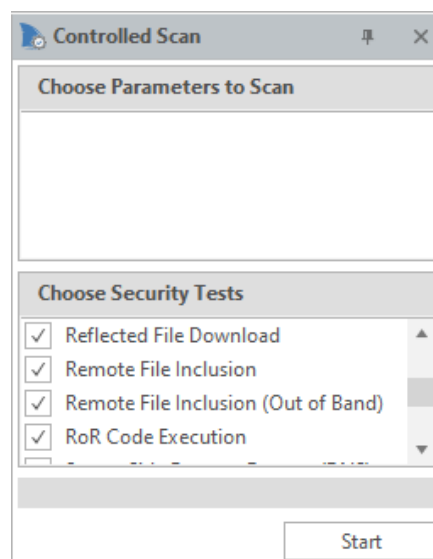 Controlled Scan
Choose Parameters to Scan
Choose Security Tests
Reflected File Download
Remote File Inclusion
Remote File Inclusion (Out of Band)
RoR Code Execution
Start